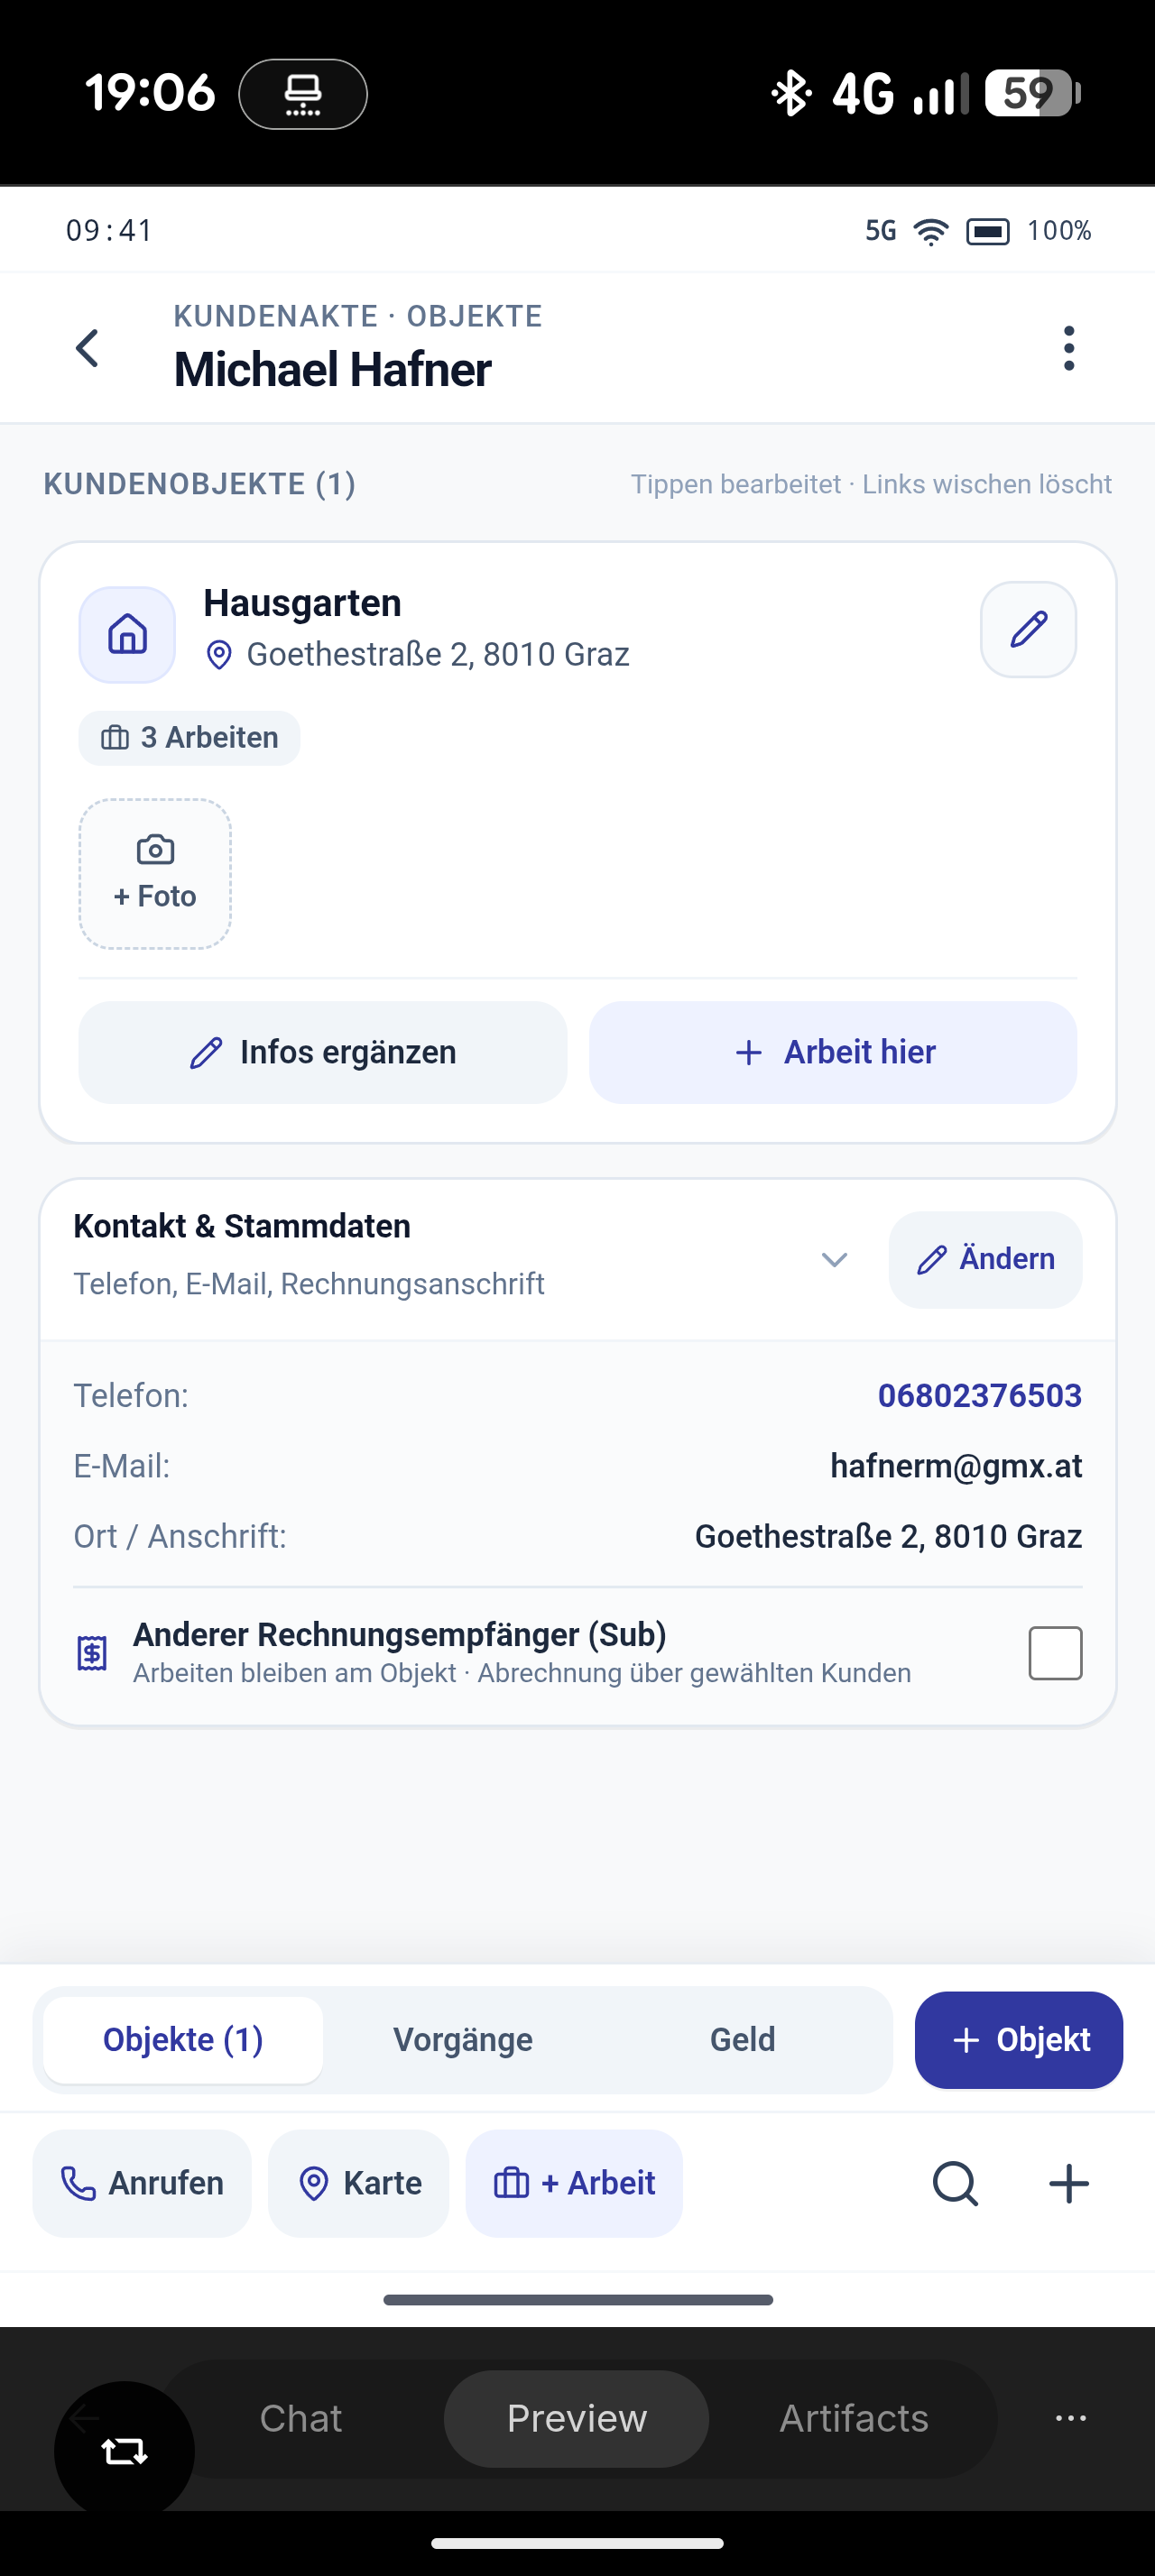 19:06
4G
59
09:41
5G
100%
KUNDENAKTE · OBJEKTE
Michael Hafner
KUNDENOBJEKTE (1)
Tippen bearbeitet · Links wischen löscht
Hausgarten
Goethestraße 2, 8010 Graz
3 Arbeiten
+ Foto
Infos ergänzen
+ Arbeit hier
Kontakt & Stammdaten
Telefon, E-Mail, Rechnungsanschrift
Ändern
Telefon:
06802376503
E-Mail:
hafnerm@gmx.at
Ort / Anschrift:
Goethestraße 2, 8010 Graz
Anderer Rechnungsempfänger (Sub)
Arbeiten bleiben am Objekt · Abrechnung über gewählten Kunden
Objekte (1)
Vorgänge
Geld
+ Objekt
Anrufen
Karte
+ Arbeit
Chat
Preview
Artifacts